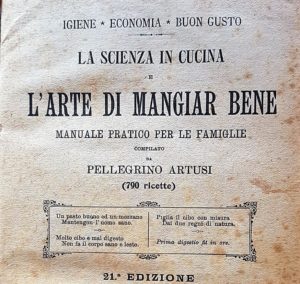 IGIENE * ECONOMIA * BUON GUSTO
LA SCIENZA IN CUCINA
E
L'ARTE DI MANGIAR BENE
MANUALE PRATICO PER LE FAMIGLIE
COMPILATO
DA
PELLEGRINO ARTUSI
(790 ricette)
Un pasto buono ed un mezzano
Mantengon l'uomo sano.
Molto cibo e mal digesto
Non fa il corpo sano e lesto.
Piglia il cibo con misura
Dai due regni di natura.
Prima digestio fit in ore.
21.ª EDIZIONE